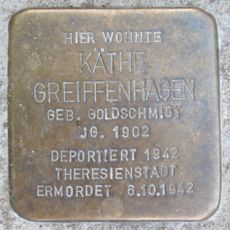 HIER WOHNTE
KÄTHE
GREIFFENHAGEN
GEB. GOLDSCHMIDT
JG. 1902
DEPORTIERT 1942
THERESIENSTADT
ERMORDET 6.10.1942